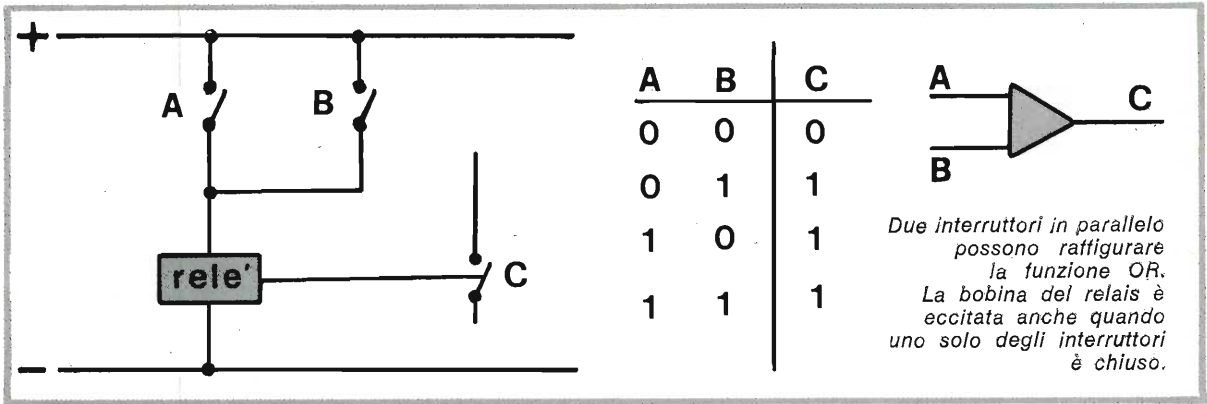 +
A
B
rele'
C
–
A B C
0 0 0
0 1 1
1 0 1
1 1 1
A
B
C
Due interruttori in parallelo
possono raffigurare
la funzione OR.
La bobina del relais è
eccitata anche quando
uno solo degli interruttori
è chiuso.